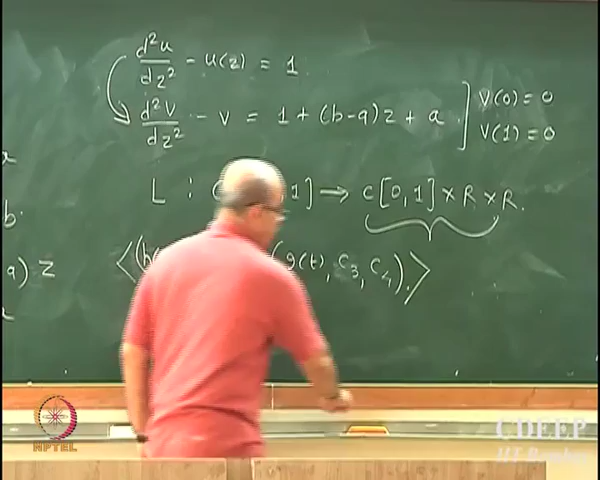 d²u/dz² - u(z) = 1
d²v/dz² - v = 1 + (b-a)z + a ] v(0) = 0
v(1) = 0
a
L : C 1] → C[0,1] × R × R.
b.
a) z
⟨(h (g(t), C₃, C₄).⟩
NPTEL
CDEEP
IIT Bombay